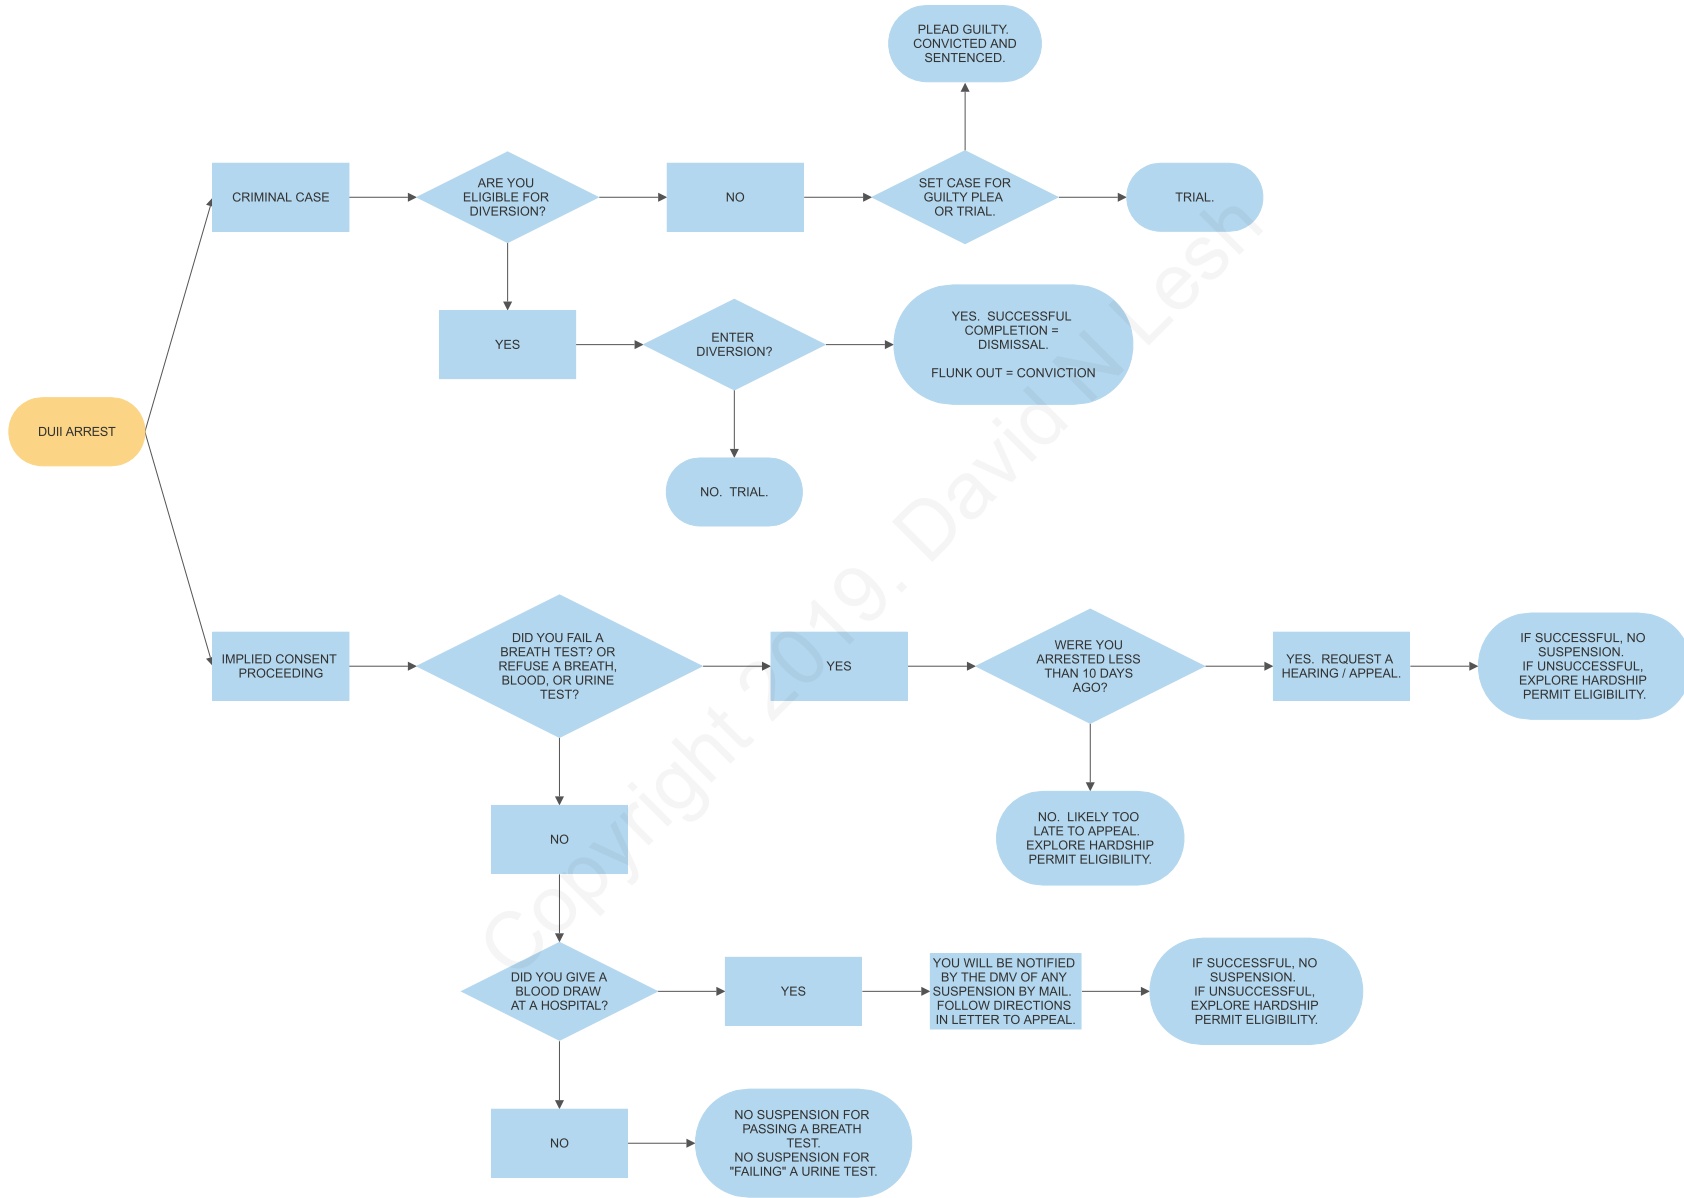 PLEAD GUILTY.
CONVICTED AND
SENTENCED.
CRIMINAL CASE
ARE YOU
ELIGIBLE FOR
DIVERSION?
NO
SET CASE FOR
GUILTY PLEA
OR TRIAL.
TRIAL.
YES
ENTER
DIVERSION?
YES. SUCCESSFUL
COMPLETION =
DISMISSAL.
FLUNK OUT = CONVICTION
DUII ARREST
NO. TRIAL.
IMPLIED CONSENT
PROCEEDING
DID YOU FAIL A
BREATH TEST? OR
REFUSE A BREATH,
BLOOD, OR URINE
TEST?
YES
WERE YOU
ARRESTED LESS
THAN 10 DAYS
AGO?
YES. REQUEST A
HEARING / APPEAL.
IF SUCCESSFUL, NO
SUSPENSION.
IF UNSUCCESSFUL,
EXPLORE HARDSHIP
PERMIT ELIGIBILITY.
NO
NO. LIKELY TOO
LATE TO APPEAL.
EXPLORE HARDSHIP
PERMIT ELIGIBILITY.
DID YOU GIVE A
BLOOD DRAW
AT A HOSPITAL?
YES
YOU WILL BE NOTIFIED
BY THE DMV OF ANY
SUSPENSION BY MAIL.
FOLLOW DIRECTIONS
IN LETTER TO APPEAL.
IF SUCCESSFUL, NO
SUSPENSION.
IF UNSUCCESSFUL,
EXPLORE HARDSHIP
PERMIT ELIGIBILITY.
NO
NO SUSPENSION FOR
PASSING A BREATH
TEST.
NO SUSPENSION FOR
"FAILING" A URINE TEST.
Copyright 2019. David N Lesh